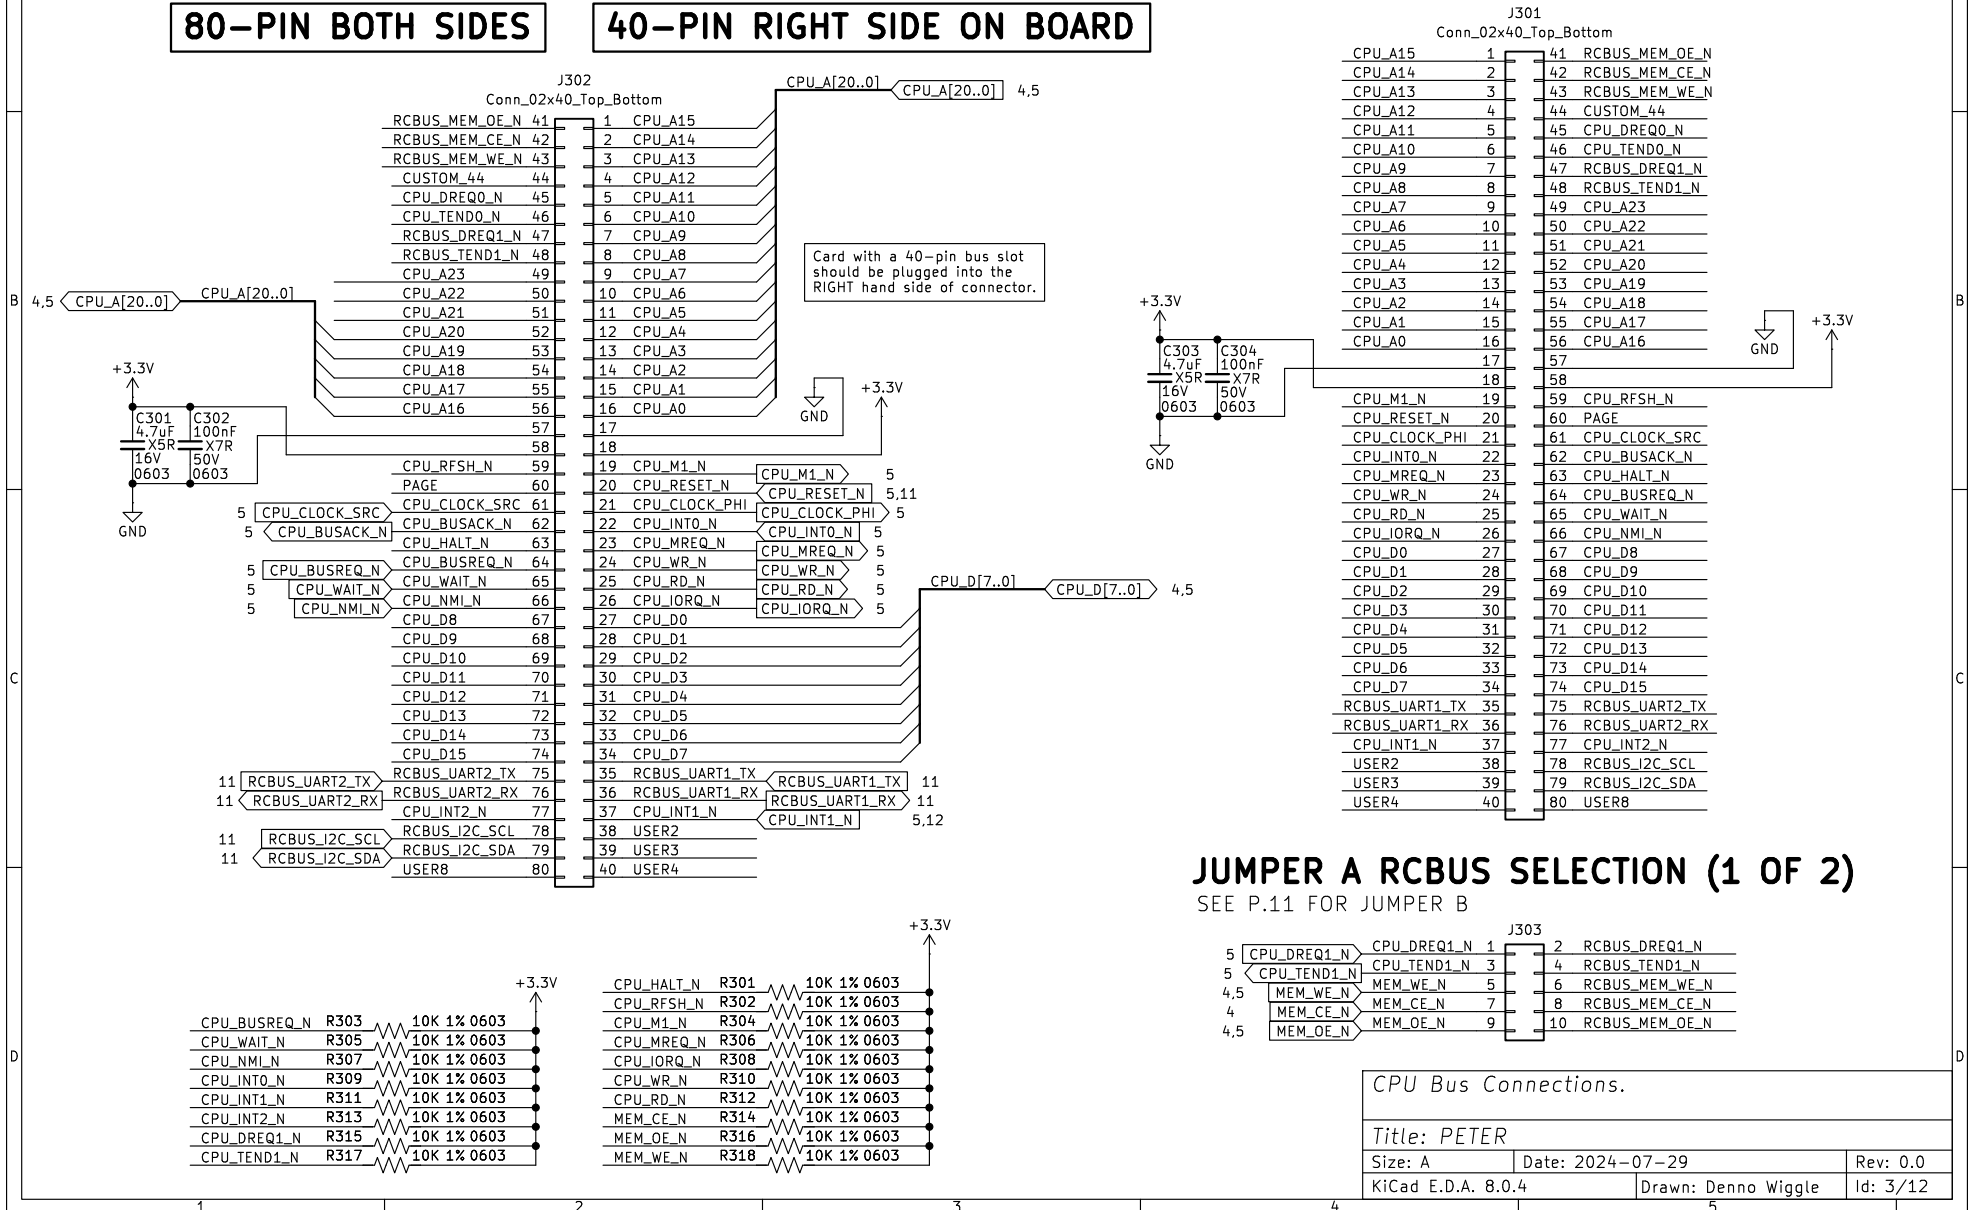 80-PIN BOTH SIDES
40-PIN RIGHT SIDE ON BOARD
J302
Conn_02x40_Top_Bottom
CPU_A[20..0] CPU_A[20..0] 4,5
RCBUS_MEM_OE_N 41 1 CPU_A15
RCBUS_MEM_CE_N 42 2 CPU_A14
RCBUS_MEM_WE_N 43 3 CPU_A13
CUSTOM_44 44 4 CPU_A12
CPU_DREQ0_N 45 5 CPU_A11
CPU_TEND0_N 46 6 CPU_A10
RCBUS_DREQ1_N 47 7 CPU_A9
RCBUS_TEND1_N 48 8 CPU_A8
CPU_A23 49 9 CPU_A7
CPU_A22 50 10 CPU_A6
CPU_A21 51 11 CPU_A5
CPU_A20 52 12 CPU_A4
CPU_A19 53 13 CPU_A3
CPU_A18 54 14 CPU_A2
CPU_A17 55 15 CPU_A1
CPU_A16 56 16 CPU_A0
57 17
58 18
CPU_RFSH_N 59 19 CPU_M1_N CPU_M1_N 5
PAGE 60 20 CPU_RESET_N CPU_RESET_N 5,11
5 CPU_CLOCK_SRC CPU_CLOCK_SRC 61 21 CPU_CLOCK_PHI CPU_CLOCK_PHI 5
5 CPU_BUSACK_N CPU_BUSACK_N 62 22 CPU_INT0_N CPU_INT0_N 5
CPU_HALT_N 63 23 CPU_MREQ_N CPU_MREQ_N 5
5 CPU_BUSREQ_N CPU_BUSREQ_N 64 24 CPU_WR_N CPU_WR_N 5
5 CPU_WAIT_N CPU_WAIT_N 65 25 CPU_RD_N CPU_RD_N 5
5 CPU_NMI_N CPU_NMI_N 66 26 CPU_IORQ_N CPU_IORQ_N 5
CPU_D8 67 27 CPU_D0
CPU_D9 68 28 CPU_D1
CPU_D10 69 29 CPU_D2
CPU_D11 70 30 CPU_D3
CPU_D12 71 31 CPU_D4
CPU_D13 72 32 CPU_D5
CPU_D14 73 33 CPU_D6
CPU_D15 74 34 CPU_D7
11 RCBUS_UART2_TX RCBUS_UART2_TX 75 35 RCBUS_UART1_TX RCBUS_UART1_TX 11
11 RCBUS_UART2_RX RCBUS_UART2_RX 76 36 RCBUS_UART1_RX RCBUS_UART1_RX 11
CPU_INT2_N 77 37 CPU_INT1_N CPU_INT1_N 5,12
11 RCBUS_I2C_SCL RCBUS_I2C_SCL 78 38 USER2
11 RCBUS_I2C_SDA RCBUS_I2C_SDA 79 39 USER3
USER8 80 40 USER4
B 4,5 CPU_A[20..0] CPU_A[20..0]
+3.3V
C301 C302
4.7uF 100nF
X5R X7R
16V 50V
0603 0603
GND
GND
+3.3V
Card with a 40-pin bus slot
should be plugged into the
RIGHT hand side of connector.
CPU_D[7..0] CPU_D[7..0] 4,5
J301
Conn_02x40_Top_Bottom
CPU_A15 1 41 RCBUS_MEM_OE_N
CPU_A14 2 42 RCBUS_MEM_CE_N
CPU_A13 3 43 RCBUS_MEM_WE_N
CPU_A12 4 44 CUSTOM_44
CPU_A11 5 45 CPU_DREQ0_N
CPU_A10 6 46 CPU_TEND0_N
CPU_A9 7 47 RCBUS_DREQ1_N
CPU_A8 8 48 RCBUS_TEND1_N
CPU_A7 9 49 CPU_A23
CPU_A6 10 50 CPU_A22
CPU_A5 11 51 CPU_A21
CPU_A4 12 52 CPU_A20
CPU_A3 13 53 CPU_A19
CPU_A2 14 54 CPU_A18
CPU_A1 15 55 CPU_A17
CPU_A0 16 56 CPU_A16
17 57
18 58
CPU_M1_N 19 59 CPU_RFSH_N
CPU_RESET_N 20 60 PAGE
CPU_CLOCK_PHI 21 61 CPU_CLOCK_SRC
CPU_INT0_N 22 62 CPU_BUSACK_N
CPU_MREQ_N 23 63 CPU_HALT_N
CPU_WR_N 24 64 CPU_BUSREQ_N
CPU_RD_N 25 65 CPU_WAIT_N
CPU_IORQ_N 26 66 CPU_NMI_N
CPU_D0 27 67 CPU_D8
CPU_D1 28 68 CPU_D9
CPU_D2 29 69 CPU_D10
CPU_D3 30 70 CPU_D11
CPU_D4 31 71 CPU_D12
CPU_D5 32 72 CPU_D13
CPU_D6 33 73 CPU_D14
CPU_D7 34 74 CPU_D15
RCBUS_UART1_TX 35 75 RCBUS_UART2_TX
RCBUS_UART1_RX 36 76 RCBUS_UART2_RX
CPU_INT1_N 37 77 CPU_INT2_N
USER2 38 78 RCBUS_I2C_SCL
USER3 39 79 RCBUS_I2C_SDA
USER4 40 80 USER8
+3.3V
C303 C304
4.7uF 100nF
X5R X7R
16V 50V
0603 0603
GND
GND
+3.3V
B
C
C
JUMPER A RCBUS SELECTION (1 OF 2)
SEE P.11 FOR JUMPER B
J303
5 CPU_DREQ1_N CPU_DREQ1_N 1 2 RCBUS_DREQ1_N
5 CPU_TEND1_N CPU_TEND1_N 3 4 RCBUS_TEND1_N
4,5 MEM_WE_N MEM_WE_N 5 6 RCBUS_MEM_WE_N
4 MEM_CE_N MEM_CE_N 7 8 RCBUS_MEM_CE_N
4,5 MEM_OE_N MEM_OE_N 9 10 RCBUS_MEM_OE_N
+3.3V
CPU_BUSREQ_N R303 10K 1% 0603
CPU_WAIT_N R305 10K 1% 0603
CPU_NMI_N R307 10K 1% 0603
CPU_INT0_N R309 10K 1% 0603
CPU_INT1_N R311 10K 1% 0603
CPU_INT2_N R313 10K 1% 0603
CPU_DREQ1_N R315 10K 1% 0603
CPU_TEND1_N R317 10K 1% 0603
+3.3V
CPU_HALT_N R301 10K 1% 0603
CPU_RFSH_N R302 10K 1% 0603
CPU_M1_N R304 10K 1% 0603
CPU_MREQ_N R306 10K 1% 0603
CPU_IORQ_N R308 10K 1% 0603
CPU_WR_N R310 10K 1% 0603
CPU_RD_N R312 10K 1% 0603
MEM_CE_N R314 10K 1% 0603
MEM_OE_N R316 10K 1% 0603
MEM_WE_N R318 10K 1% 0603
D
D
CPU Bus Connections.
Title: PETER
Size: A Date: 2024-07-29 Rev: 0.0
KiCad E.D.A. 8.0.4 Drawn: Denno Wiggle Id: 3/12
1 2 3 4 5